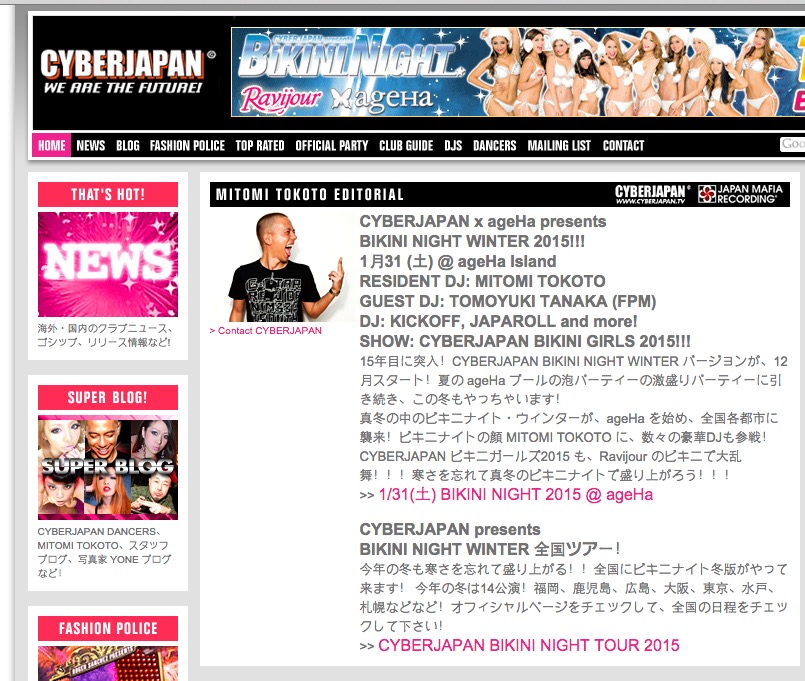 CYBERJAPAN©
WE ARE THE FUTURE!
CYBERJAPAN presents
BIKINI NIGHT
Ravijour ageHa
HOME NEWS BLOG FASHION POLICE TOP RATED OFFICIAL PARTY CLUB GUIDE DJS DANCERS MAILING LIST CONTACT
Goo
THAT'S HOT!
NEWS
海外・国内のクラブニュース、
ゴシップ、リリース情報など!
SUPER BLOG!
SUPER BLOG
CYBERJAPAN DANCERS、
MITOMI TOKOTO、スタッフ
ブログ、写真家 YONE ブログ
など!
FASHION POLICE
MITOMI TOKOTO EDITORIAL
CYBERJAPAN®
WWW.CYBERJAPAN.TV
JAPAN MAFIA
RECORDING
> Contact CYBERJAPAN
CYBERJAPAN x ageHa presents
BIKINI NIGHT WINTER 2015!!!
1月31 (土) @ ageHa Island
RESIDENT DJ: MITOMI TOKOTO
GUEST DJ: TOMOYUKI TANAKA (FPM)
DJ: KICKOFF, JAPAROLL and more!
SHOW: CYBERJAPAN BIKINI GIRLS 2015!!!
15年目に突入! CYBERJAPAN BIKINI NIGHT WINTER バージョンが、12
月スタート! 夏の ageHa プールの泡パーティーの激盛りパーティーに引
き続き、この冬もやっちゃいます!
真冬の中のビキニナイト・ウィンターが、ageHa を始め、全国各都市に
襲来! ビキニナイトの顔 MITOMI TOKOTO に、数々の豪華DJも参戦!
CYBERJAPAN ビキニガールズ2015 も、Ravijour のビキニで大乱
舞!!! 寒さを忘れて真冬のビキニナイトで盛り上がろう!!!
>> 1/31(土) BIKINI NIGHT 2015 @ ageHa
CYBERJAPAN presents
BIKINI NIGHT WINTER 全国ツアー!
今年の冬も寒さを忘れて盛り上がる!! 全国にビキニナイト冬版がやって
来ます! 今年の冬は14公演! 福岡、鹿児島、広島、大阪、東京、水戸、
札幌などなど! オフィシャルページをチェックして、全国の日程をチェッ
クして下さい!
>> CYBERJAPAN BIKINI NIGHT TOUR 2015